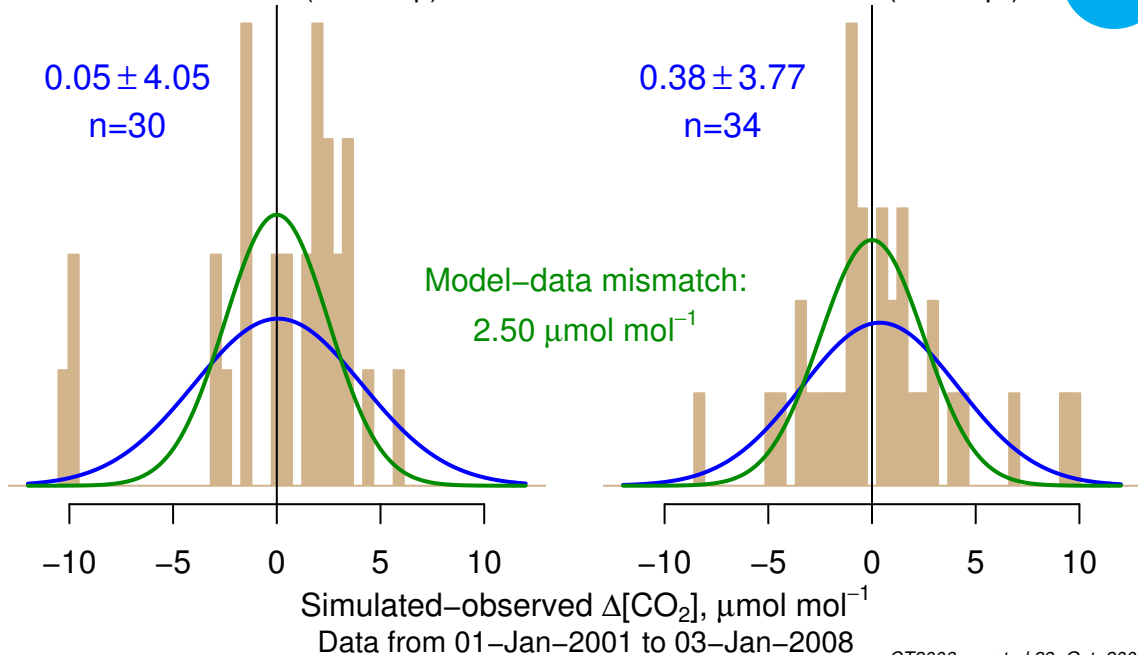 0.05 ± 4.05
n=30
0.38 ± 3.77
n=34
Model−data mismatch:
2.50 μmol mol⁻¹
−10 −5 0 5 10
−10 −5 0 5 10
Simulated−observed Δ[CO₂], μmol mol⁻¹
Data from 01−Jan−2001 to 03−Jan−2008